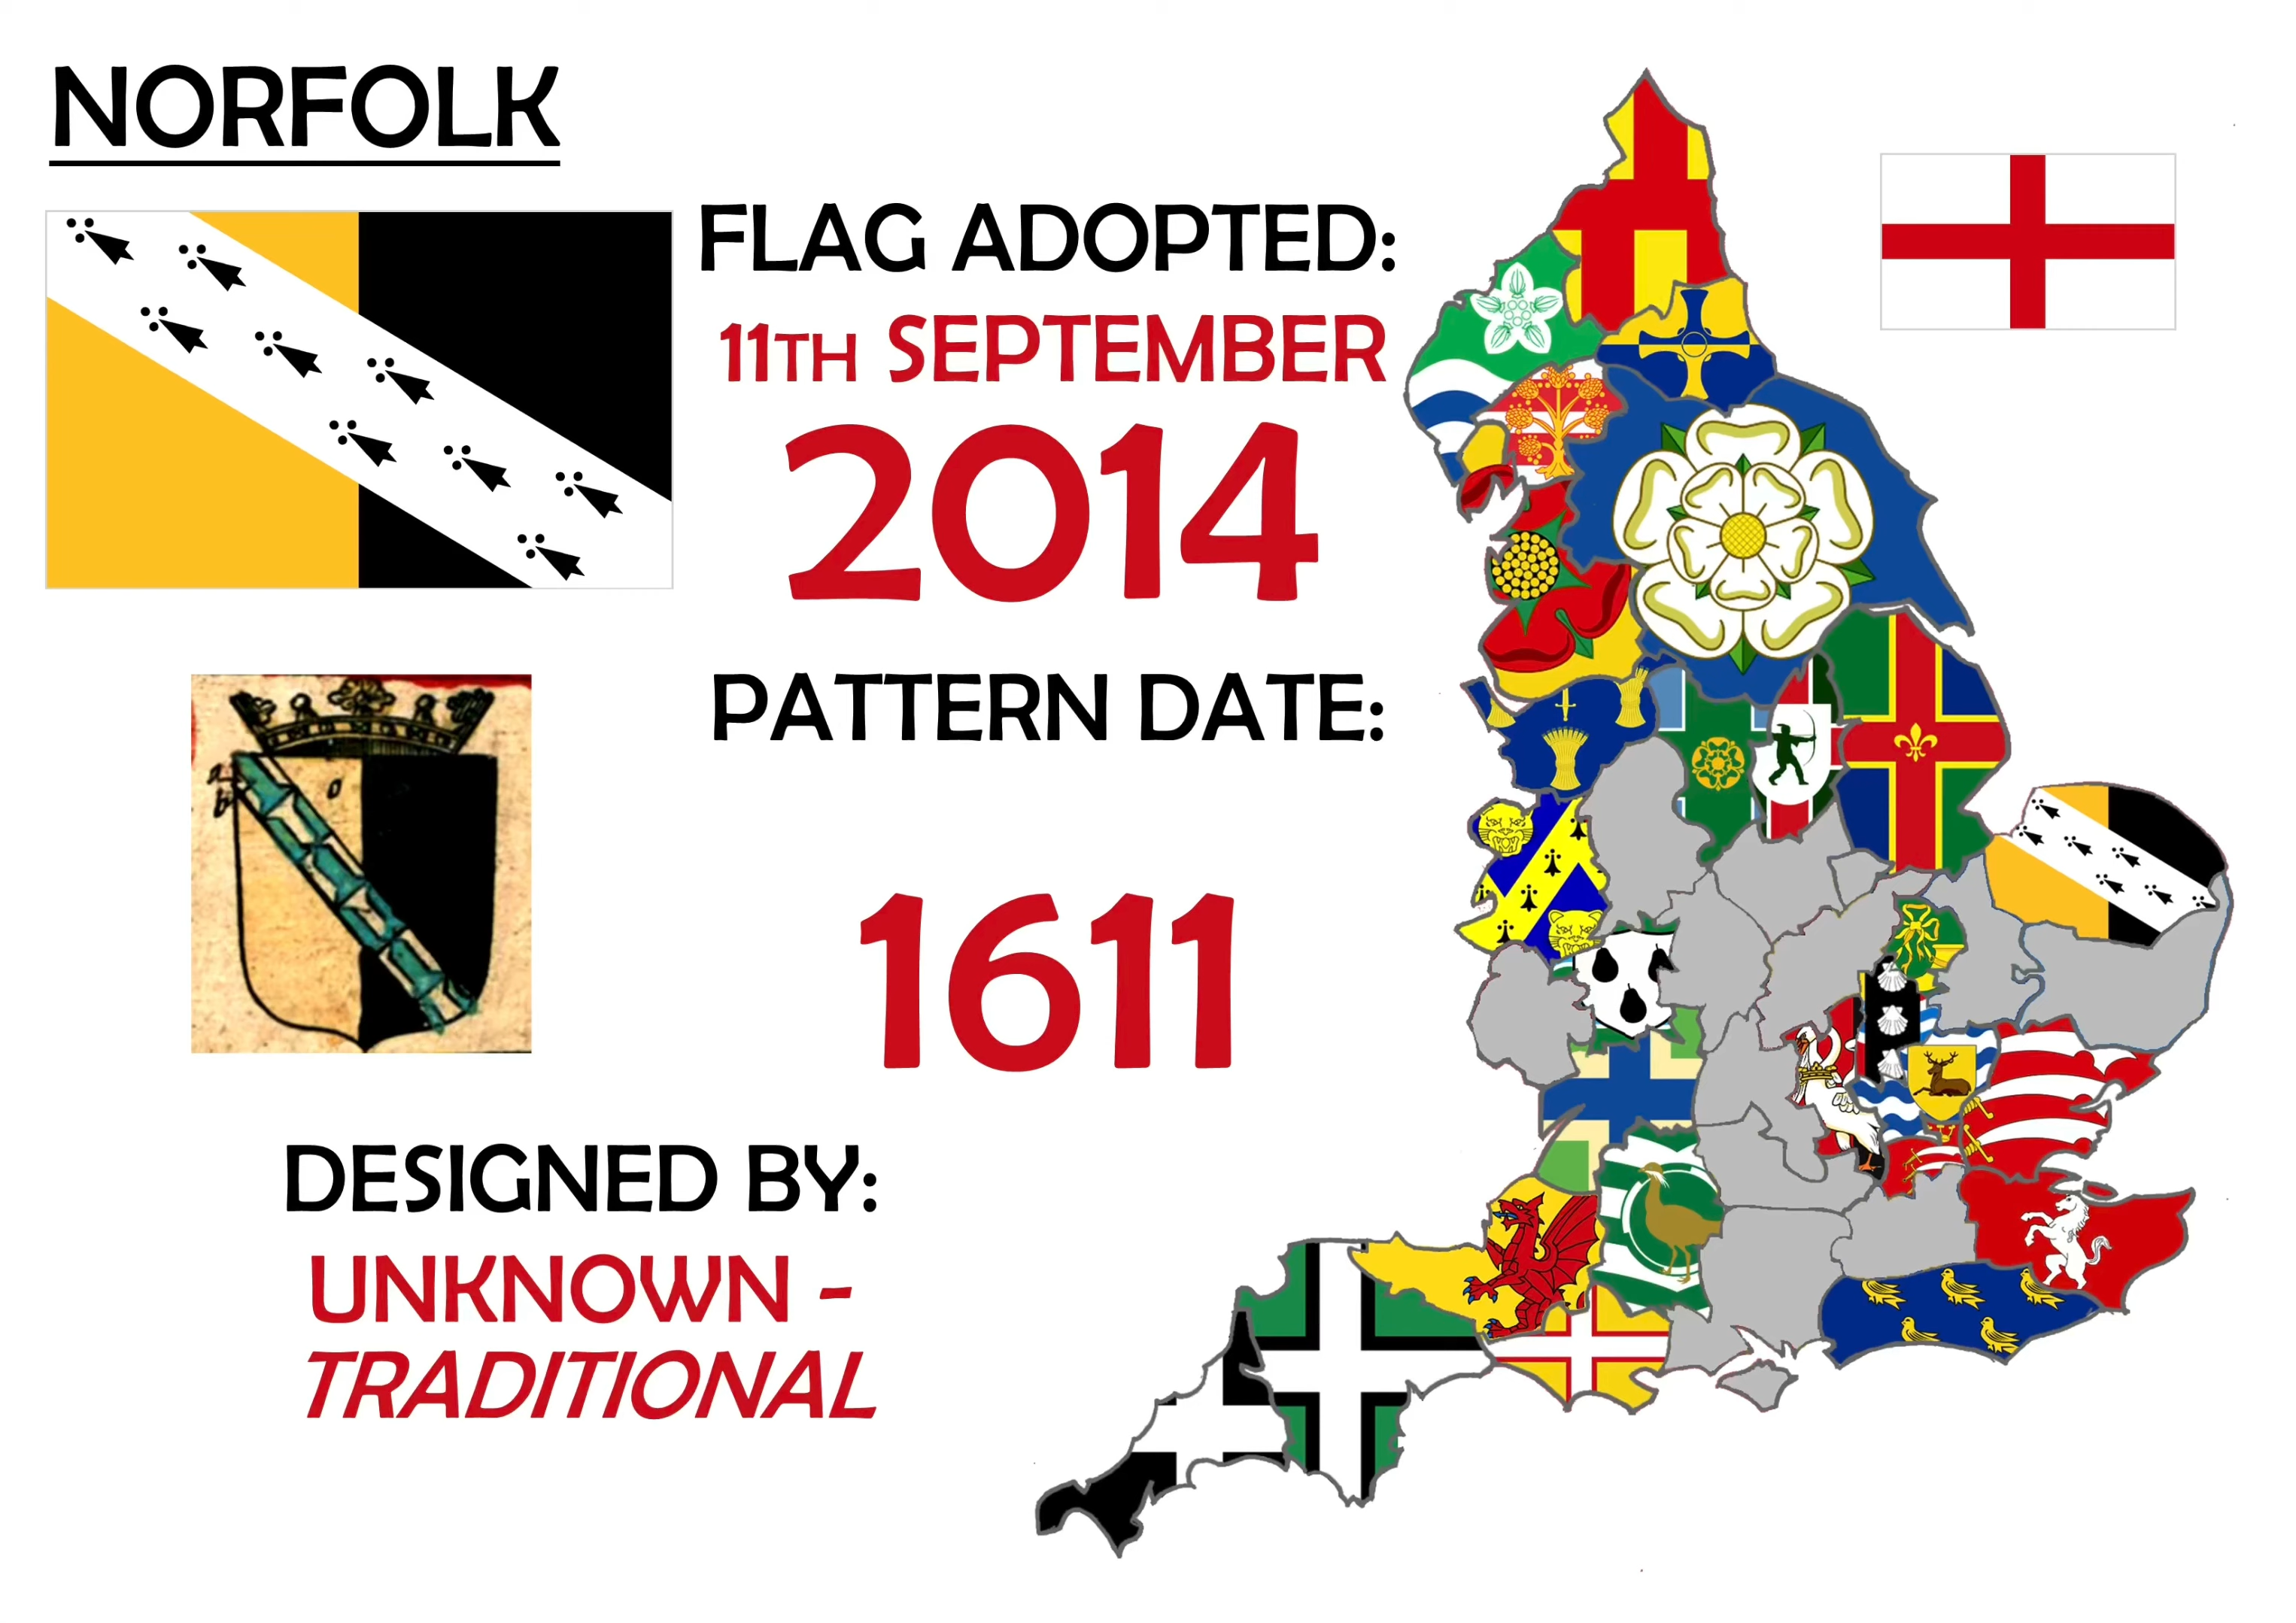 NORFOLK
FLAG ADOPTED:
11TH SEPTEMBER
2014
PATTERN DATE:
1611
DESIGNED BY:
UNKNOWN -
TRADITIONAL